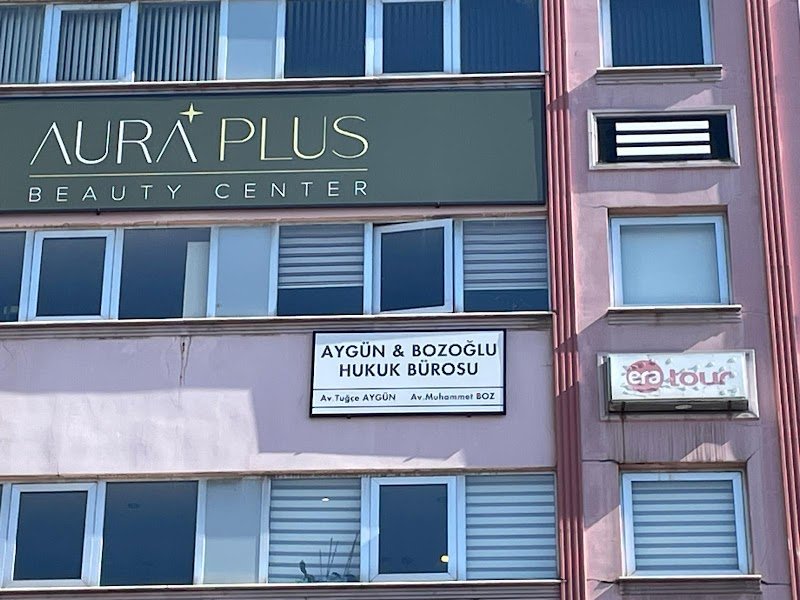 AURA PLUS
BEAUTY CENTER
AYGÜN & BOZOĞLU
HUKUK BÜROSU
Av.Tuğçe AYGÜN Av.Muhammet BOZ
era tour